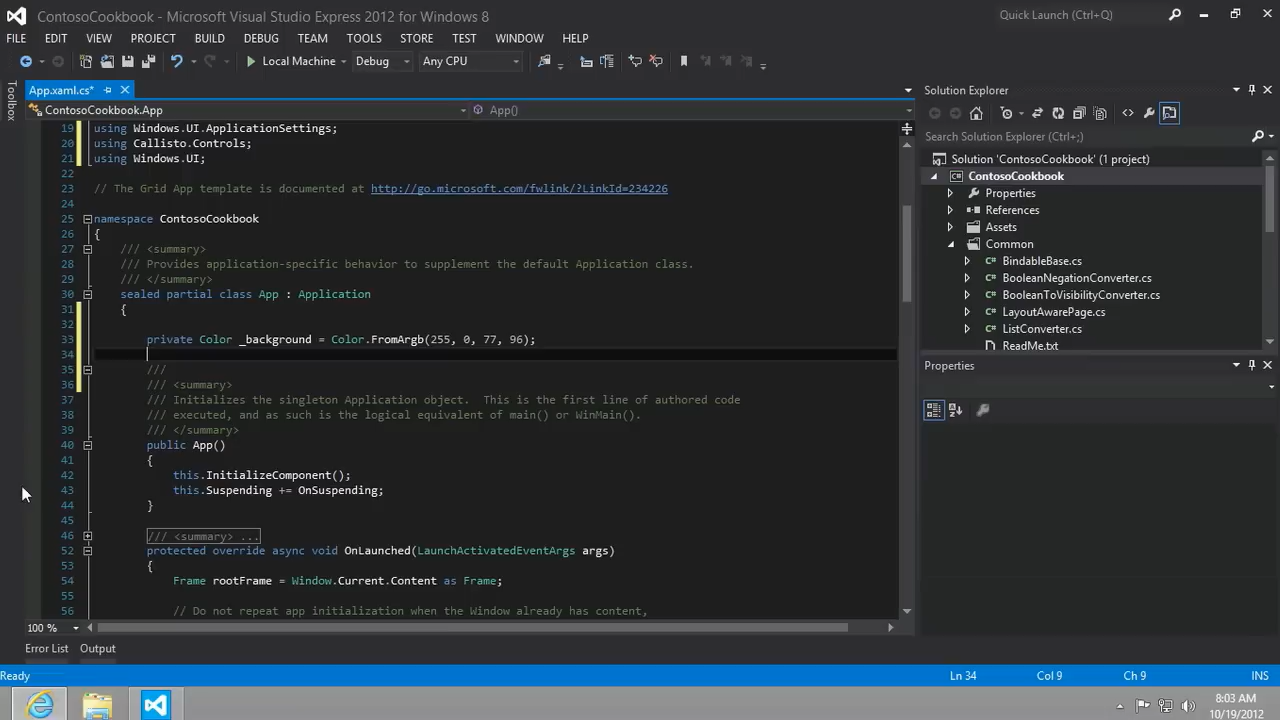 ContosoCookbook - Microsoft Visual Studio Express 2012 for Windows 8
Quick Launch (Ctrl+Q)
FILE EDIT VIEW PROJECT BUILD DEBUG TEAM TOOLS STORE TEST WINDOW HELP
Local Machine Debug Any CPU
Toolbox
App.xaml.cs*
ContosoCookbook.App App()
19 using Windows.UI.ApplicationSettings;
20 using Callisto.Controls;
21 using Windows.UI;
22
23 // The Grid App template is documented at http://go.microsoft.com/fwlink/?LinkId=234226
24
25 namespace ContosoCookbook
26 {
27 /// <summary>
28 /// Provides application-specific behavior to supplement the default Application class.
29 /// </summary>
30 sealed partial class App : Application
31 {
32
33 private Color _background = Color.FromArgb(255, 0, 77, 96);
34
35 ///
36 /// <summary>
37 /// Initializes the singleton Application object.  This is the first line of authored code
38 /// executed, and as such is the logical equivalent of main() or WinMain().
39 /// </summary>
40 public App()
41 {
42 this.InitializeComponent();
43 this.Suspending += OnSuspending;
44 }
45
46 /// <summary> ...
52 protected override async void OnLaunched(LaunchActivatedEventArgs args)
53 {
54 Frame rootFrame = Window.Current.Content as Frame;
55
56 // Do not repeat app initialization when the Window already has content,
100 %
Error List Output
Solution Explorer
Search Solution Explorer (Ctrl+;)
Solution 'ContosoCookbook' (1 project)
ContosoCookbook
Properties
References
Assets
Common
BindableBase.cs
BooleanNegationConverter.cs
BooleanToVisibilityConverter.cs
LayoutAwarePage.cs
ListConverter.cs
ReadMe.txt
Properties
Ready Ln 34 Col 9 Ch 9 INS
8:03 AM
10/19/2012